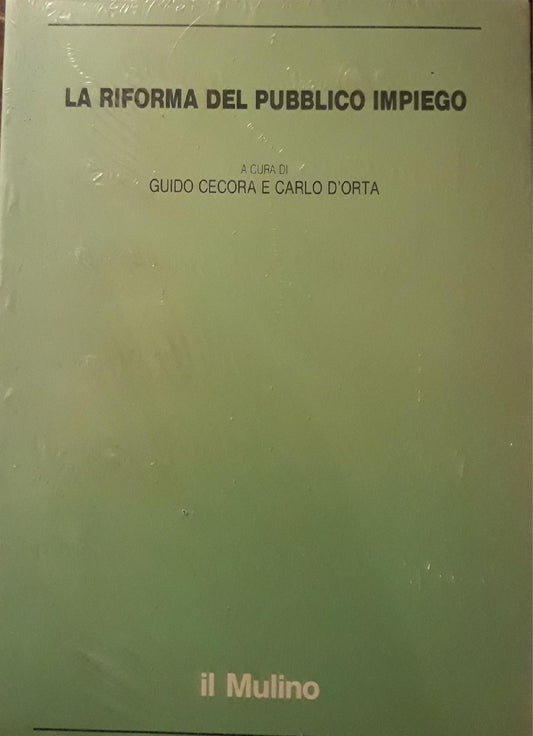 LA RIFORMA DEL PUBBLICO IMPIEGO
A CURA DI
GUIDO CECORA E CARLO D'ORTA
il Mulino